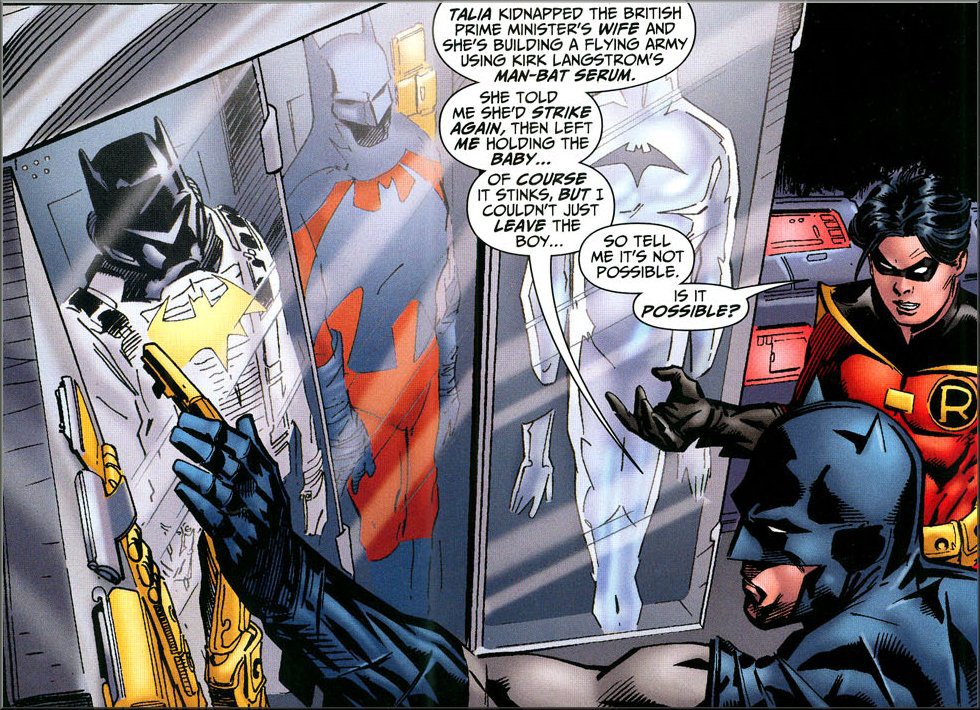 TALIA KIDNAPPED THE BRITISH
PRIME MINISTER'S WIFE AND
SHE'S BUILDING A FLYING ARMY
USING KIRK LANGSTROM'S
MAN-BAT SERUM.
SHE TOLD
ME SHE'D STRIKE
AGAIN, THEN LEFT
ME HOLDING THE
BABY...
OF COURSE
IT STINKS, BUT I
COULDN'T JUST
LEAVE THE
BOY...
SO TELL
ME IT'S NOT
POSSIBLE.
IS IT
POSSIBLE?
R